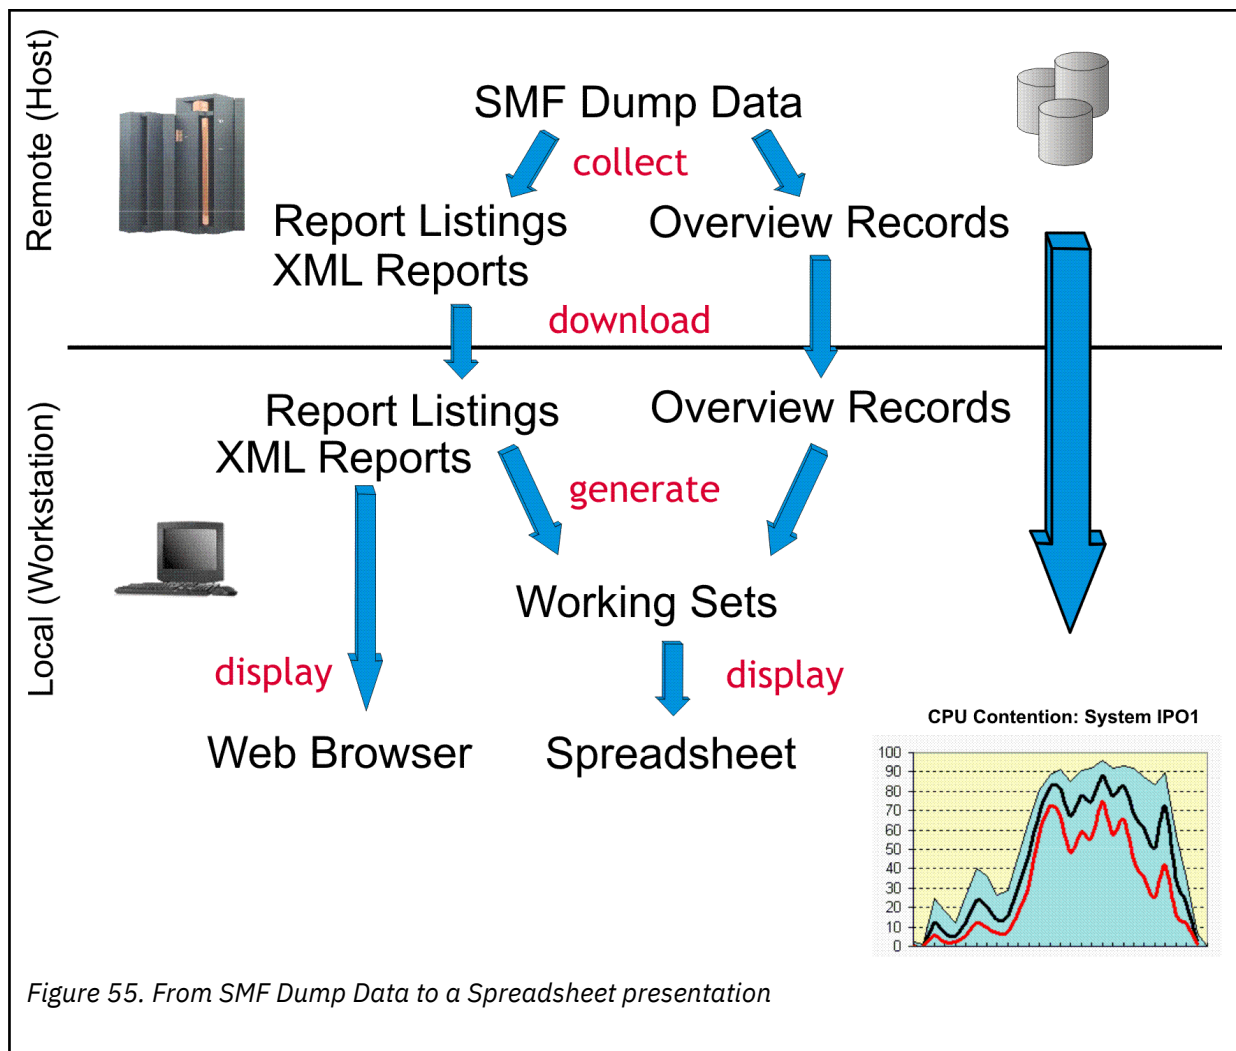 Remote (Host)
SMF Dump Data
collect
Report Listings
XML Reports
Overview Records
download
Local (Workstation)
Report Listings
XML Reports
Overview Records
generate
Working Sets
display
display
Web Browser
Spreadsheet
CPU Contention: System IPO1
100
90
80
70
60
50
40
30
20
10
0
Figure 55. From SMF Dump Data to a Spreadsheet presentation